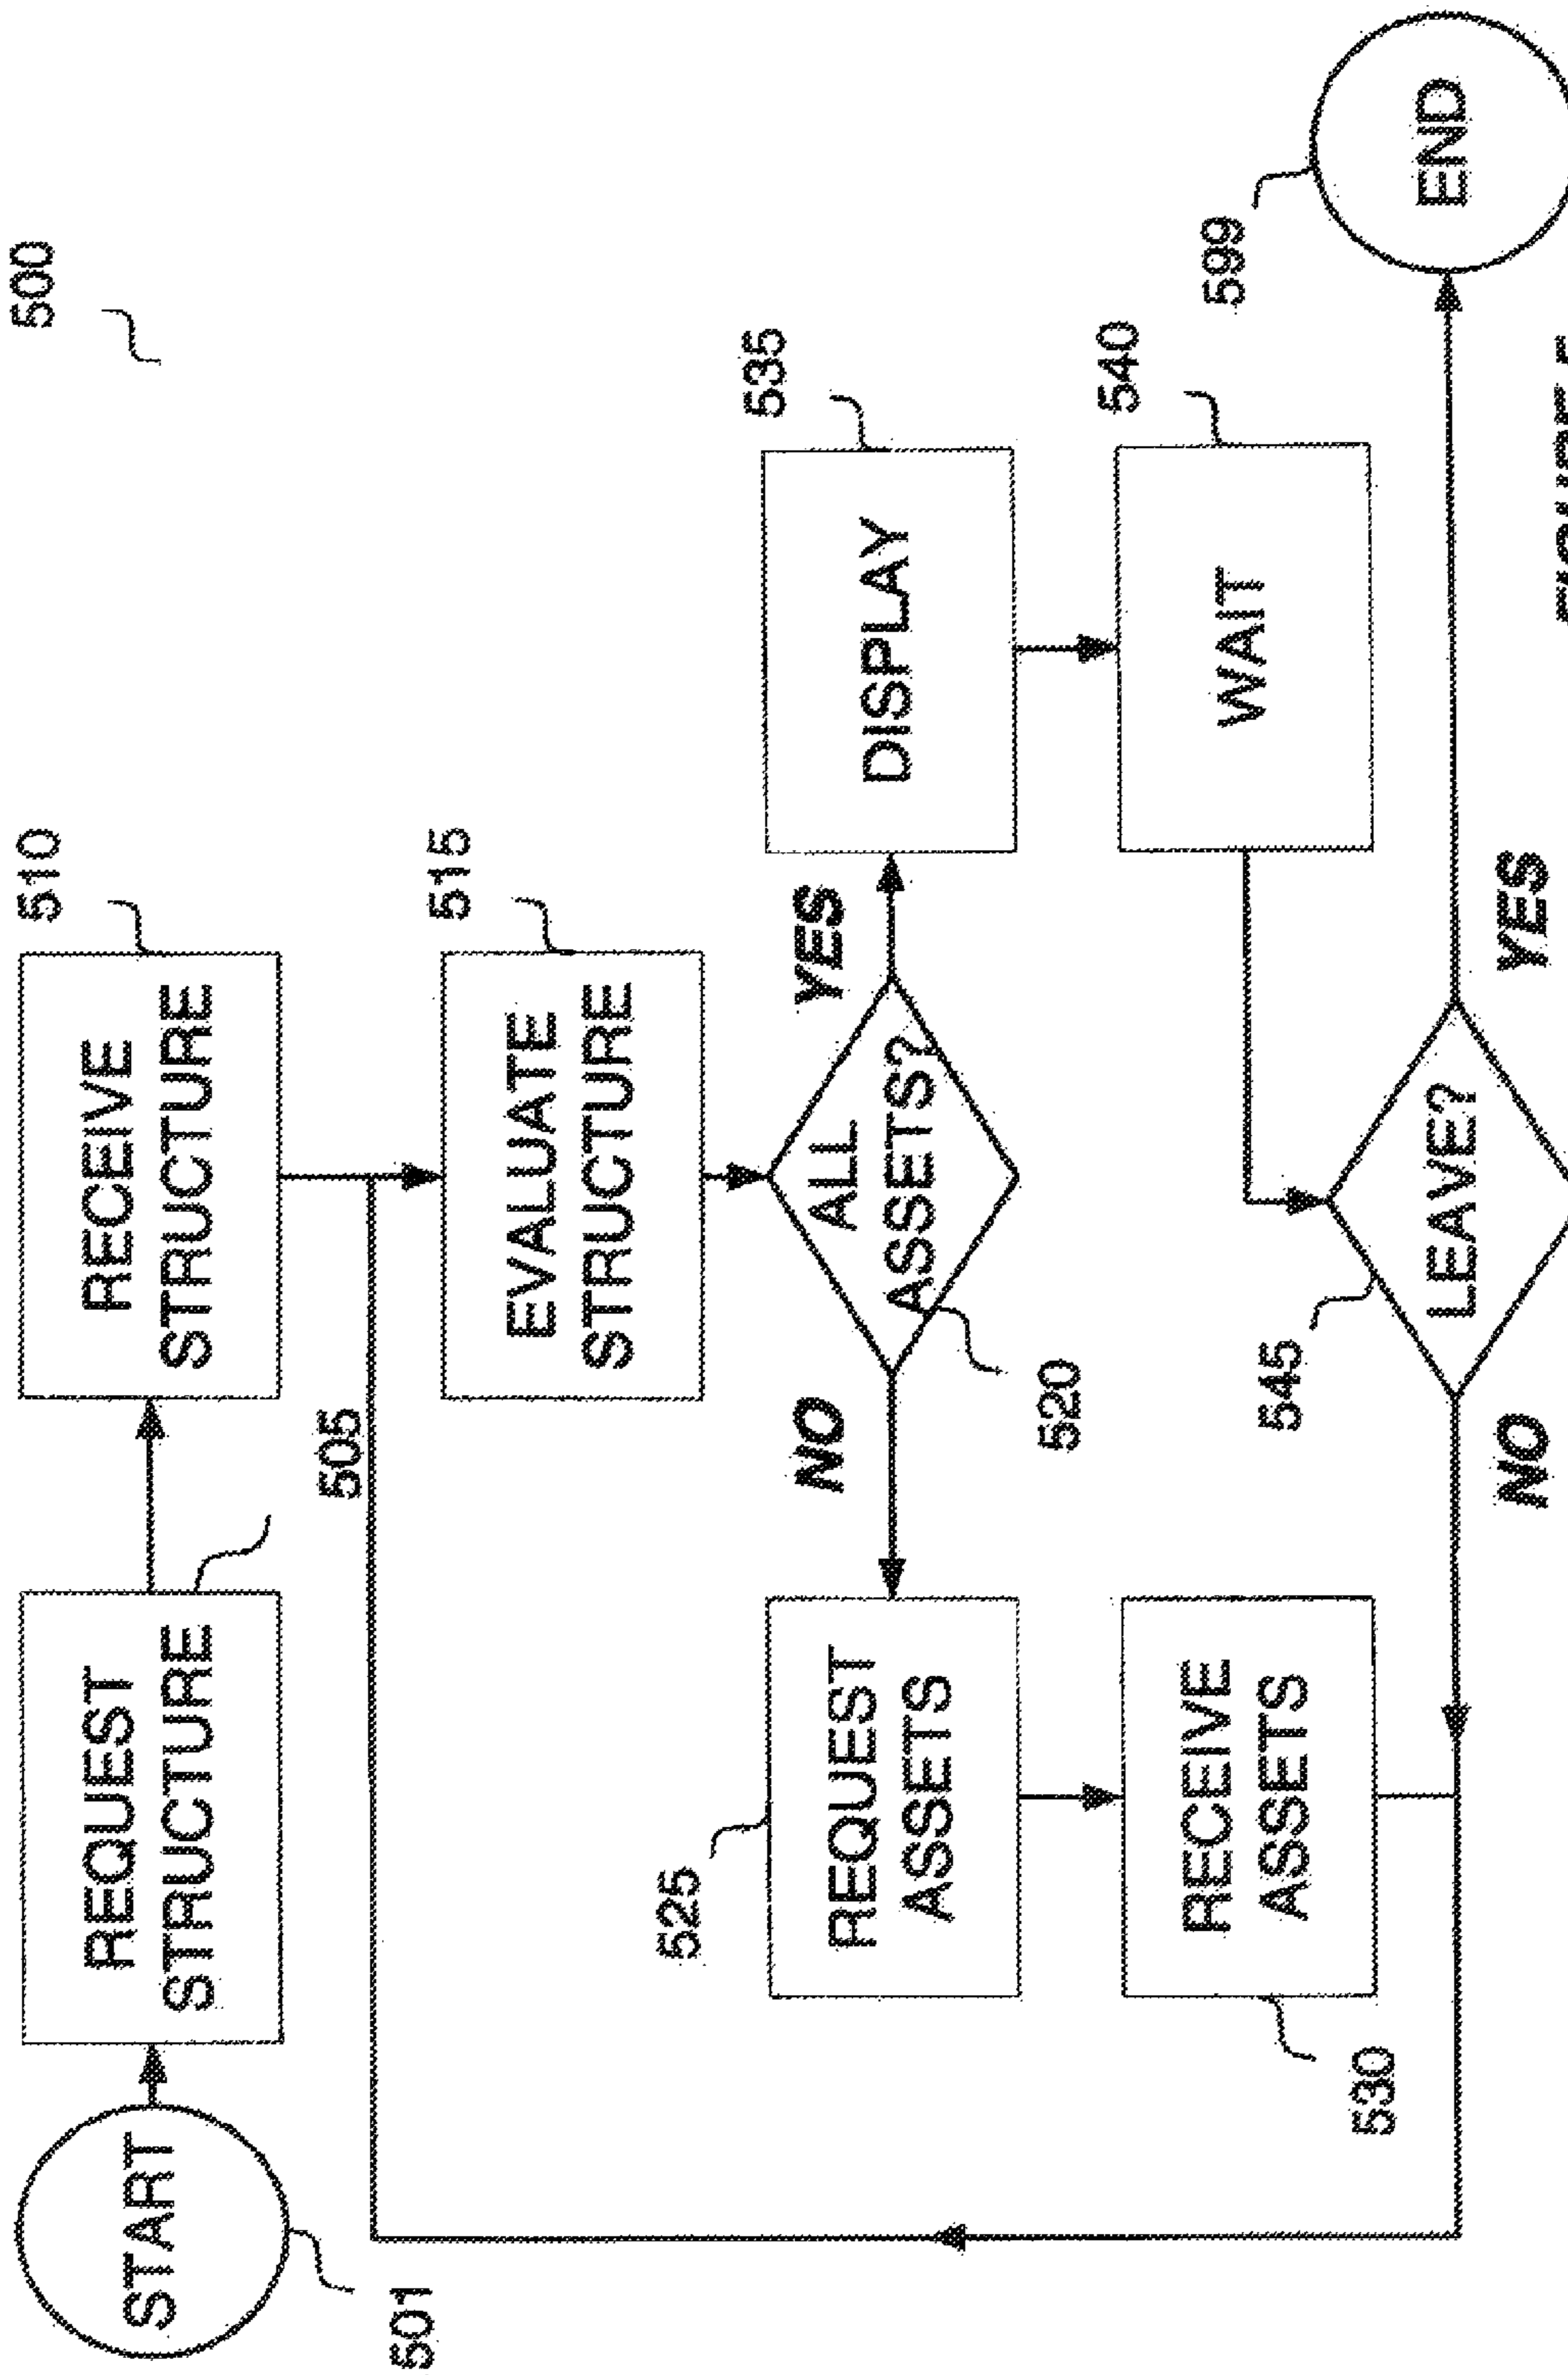 500
START
501
REQUEST
STRUCTURE
505
RECEIVE
STRUCTURE
510
EVALUATE
STRUCTURE
515
ALL
ASSETS?
520
NO
YES
REQUEST
ASSETS
525
DISPLAY
535
RECEIVE
ASSETS
530
WAIT
540
LEAVE?
545
NO
YES
END
599